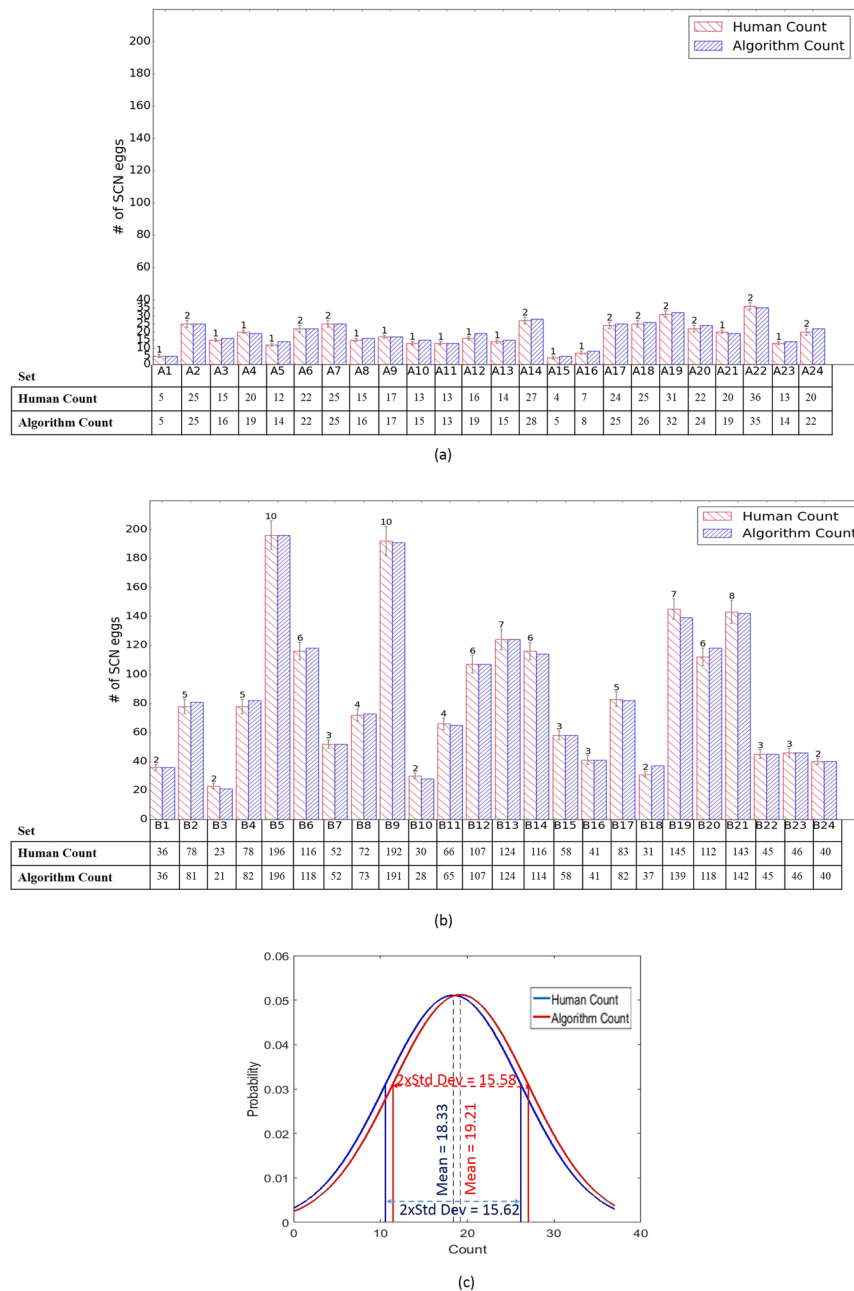 Human Count
Algorithm Count
# of SCN eggs
220
200
180
160
140
120
100
80
60
40
35
30
25
20
15
10
5
0
1 2 1 1 1 2 2 1 1 1 1 1 1 2 1 1 2 2 2 2 1 2 1 2
Set A1 A2 A3 A4 A5 A6 A7 A8 A9 A10 A11 A12 A13 A14 A15 A16 A17 A18 A19 A20 A21 A22 A23 A24
Human Count 5 25 15 20 12 22 25 15 17 13 13 16 14 27 4 7 24 25 31 22 20 36 13 20
Algorithm Count 5 25 16 19 14 22 25 16 17 15 13 19 15 28 5 8 25 26 32 24 19 35 14 22
(a)
Human Count
Algorithm Count
# of SCN eggs
200
180
160
140
120
100
80
60
40
20
0
2 5 2 5 10 6 3 4 10 2 4 6 7 6 3 3 5 2 7 6 8 3 3 2
Set B1 B2 B3 B4 B5 B6 B7 B8 B9 B10 B11 B12 B13 B14 B15 B16 B17 B18 B19 B20 B21 B22 B23 B24
Human Count 36 78 23 78 196 116 52 72 192 30 66 107 124 116 58 41 83 31 145 112 143 45 46 40
Algorithm Count 36 81 21 82 196 118 52 73 191 28 65 107 124 114 58 41 82 37 139 118 142 45 46 40
(b)
0.06
0.05
0.04
0.03
0.02
0.01
0
Probability
Human Count
Algorithm Count
2xStd Dev = 15.58
Mean = 18.33
Mean = 19.21
2xStd Dev = 15.62
0 10 20 30 40
Count
(c)